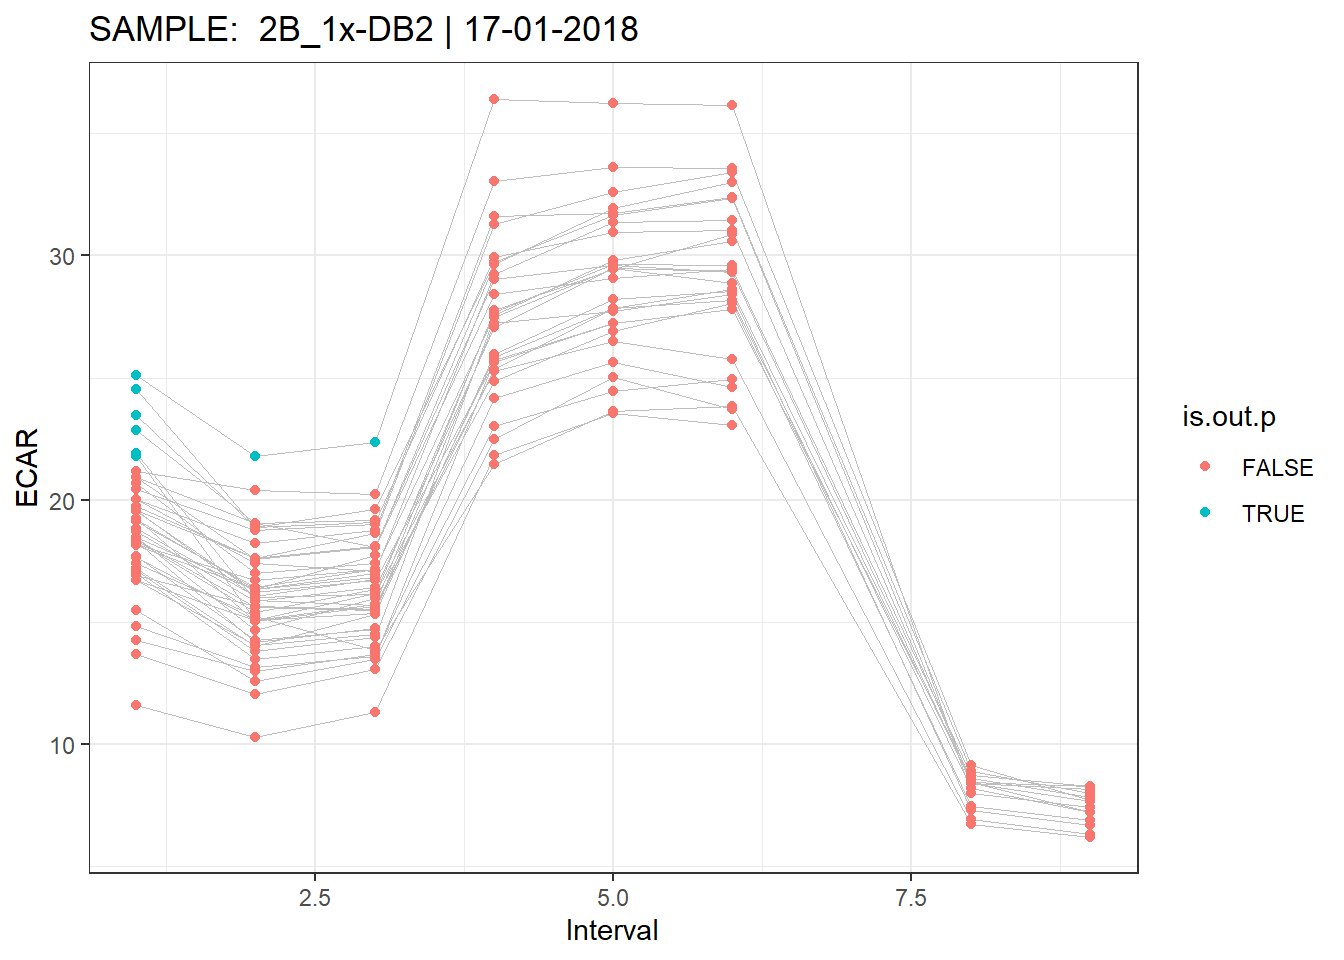 SAMPLE:  2B_1x-DB2 | 17-01-2018
ECAR
30
20
10
2.5
5.0
7.5
Interval
is.out.p
FALSE
TRUE